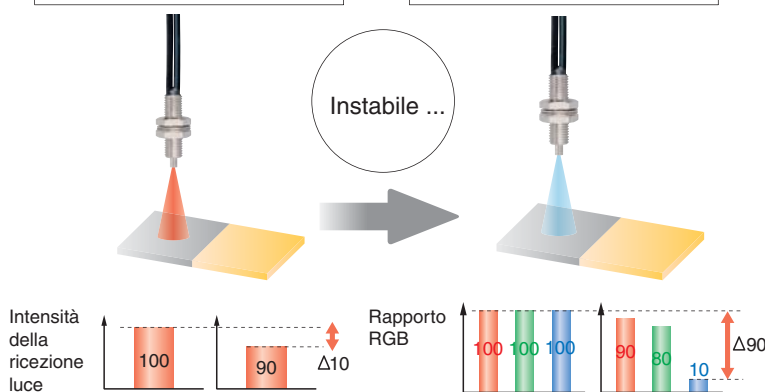 Instabile ...
Intensità
della
ricezione
luce
100
90
Δ10
Rapporto
RGB
100 100 100
90
80
10
Δ90